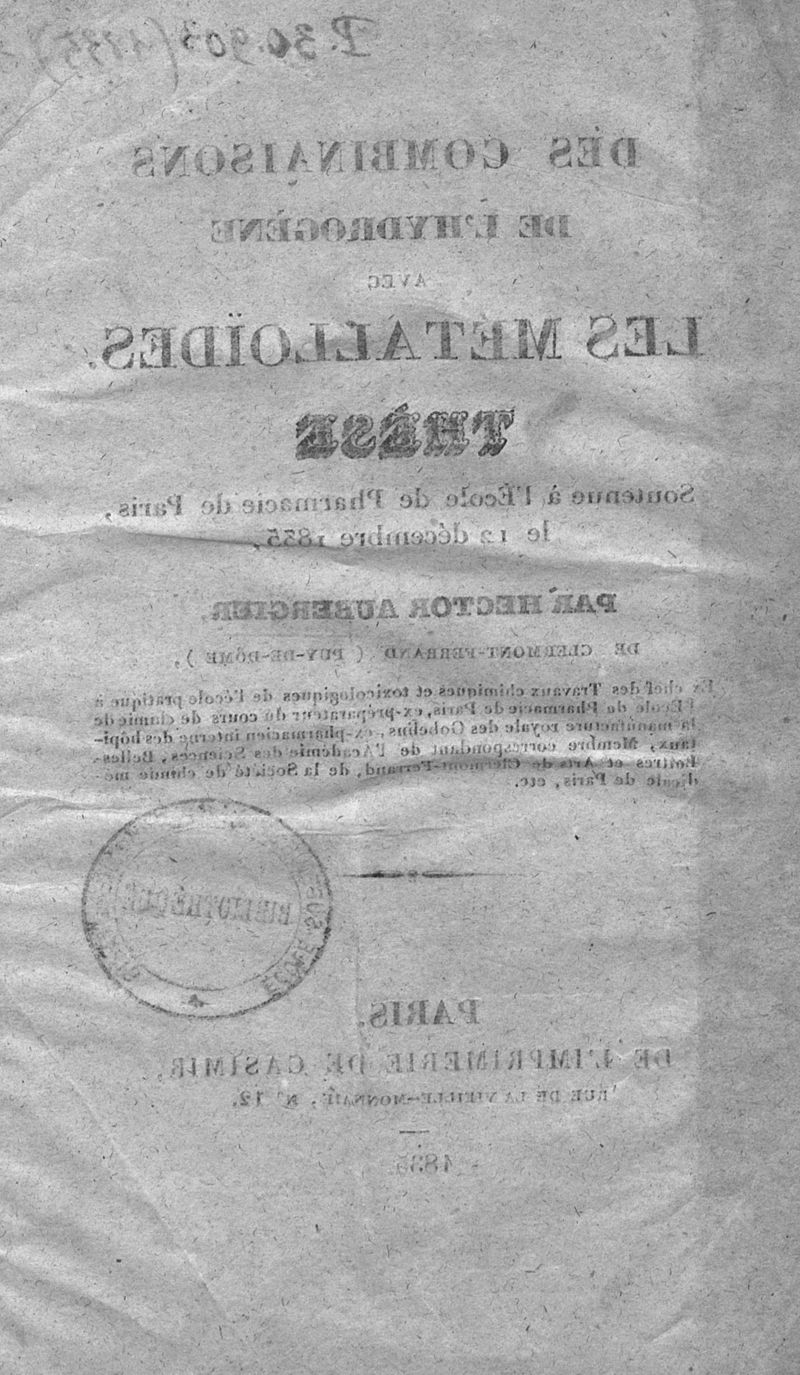 P. 30.903 (1835)
DES COMBINAISONS
DE L'HYDROGÈNE
AVEC
LES MÉTALLOÏDES.
THÈSE
Soutenue à l'École de Pharmacie de Paris,
le 12 décembre 1835,
PAR HECTOR AUBERGIER,
DE CLERMONT-FERRAND ( PUY-DE-DÔME ),
Ex chef des Travaux chimiques et toxicologiques de l'école pratique à
l'École de Pharmacie de Paris, ex-préparateur du cours de chimie de
la manufacture royale des Gobelins, ex-pharmacien interne des hôpi-
taux, Membre correspondant de l'Académie des Sciences, Belles-
Lettres et Arts de Clermont-Ferrand, de la Société de chimie mé-
dicale de Paris, etc.
BIBLIOTHÈQUE
ÉCOLE
PARIS.
DE L'IMPRIMERIE DE CASIMIR,
RUE DE LA VIEILLE-MONNAIE, N° 12.
1835